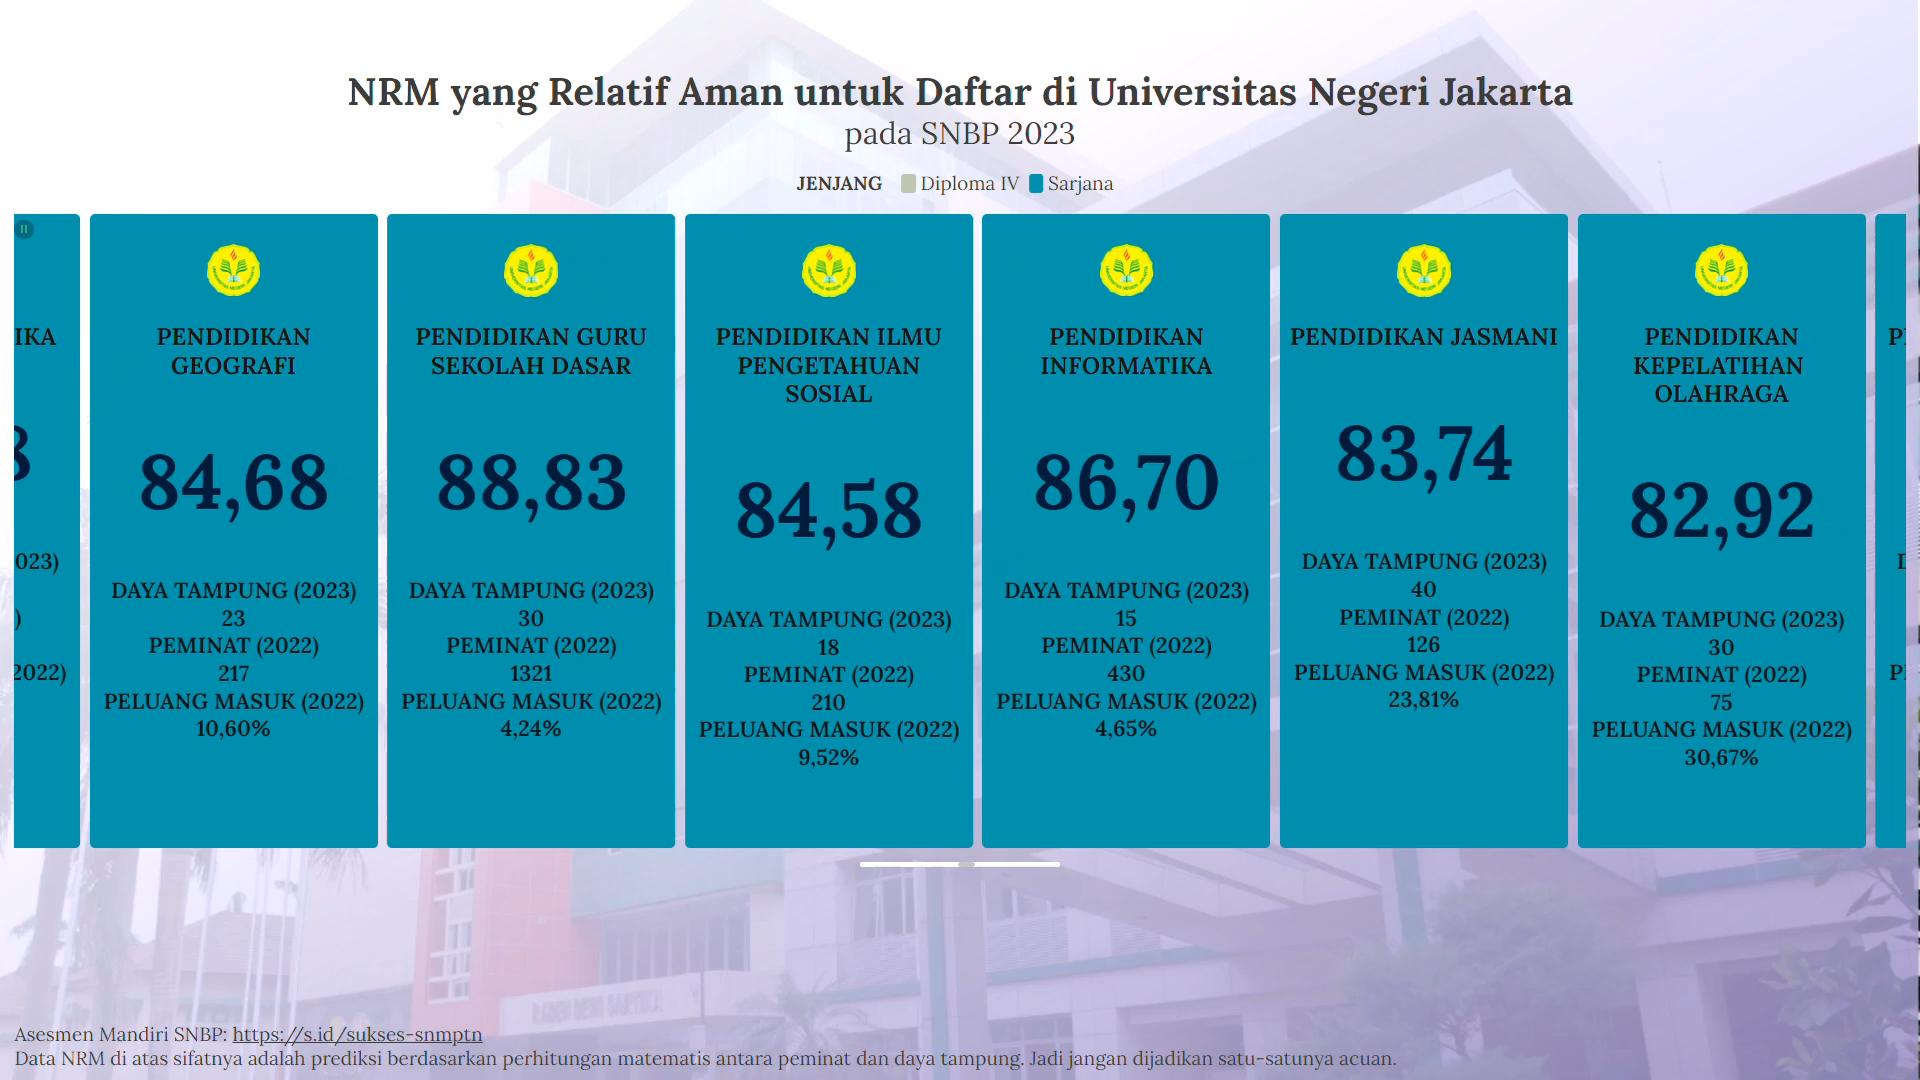 NRM yang Relatif Aman untuk Daftar di Universitas Negeri Jakarta
pada SNBP 2023
JENJANG Diploma IV Sarjana
IKA
8
023)
)
2022)
PENDIDIKAN
GEOGRAFI
84,68
DAYA TAMPUNG (2023)
23
PEMINAT (2022)
217
PELUANG MASUK (2022)
10,60%
PENDIDIKAN GURU
SEKOLAH DASAR
88,83
DAYA TAMPUNG (2023)
30
PEMINAT (2022)
1321
PELUANG MASUK (2022)
4,24%
PENDIDIKAN ILMU
PENGETAHUAN
SOSIAL
84,58
DAYA TAMPUNG (2023)
18
PEMINAT (2022)
210
PELUANG MASUK (2022)
9,52%
PENDIDIKAN
INFORMATIKA
86,70
DAYA TAMPUNG (2023)
15
PEMINAT (2022)
430
PELUANG MASUK (2022)
4,65%
PENDIDIKAN JASMANI
83,74
DAYA TAMPUNG (2023)
40
PEMINAT (2022)
126
PELUANG MASUK (2022)
23,81%
PENDIDIKAN
KEPELATIHAN
OLAHRAGA
82,92
DAYA TAMPUNG (2023)
30
PEMINAT (2022)
75
PELUANG MASUK (2022)
30,67%
Asesmen Mandiri SNBP: https://s.id/sukses-snmptn
Data NRM di atas sifatnya adalah prediksi berdasarkan perhitungan matematis antara peminat dan daya tampung. Jadi jangan dijadikan satu-satunya acuan.